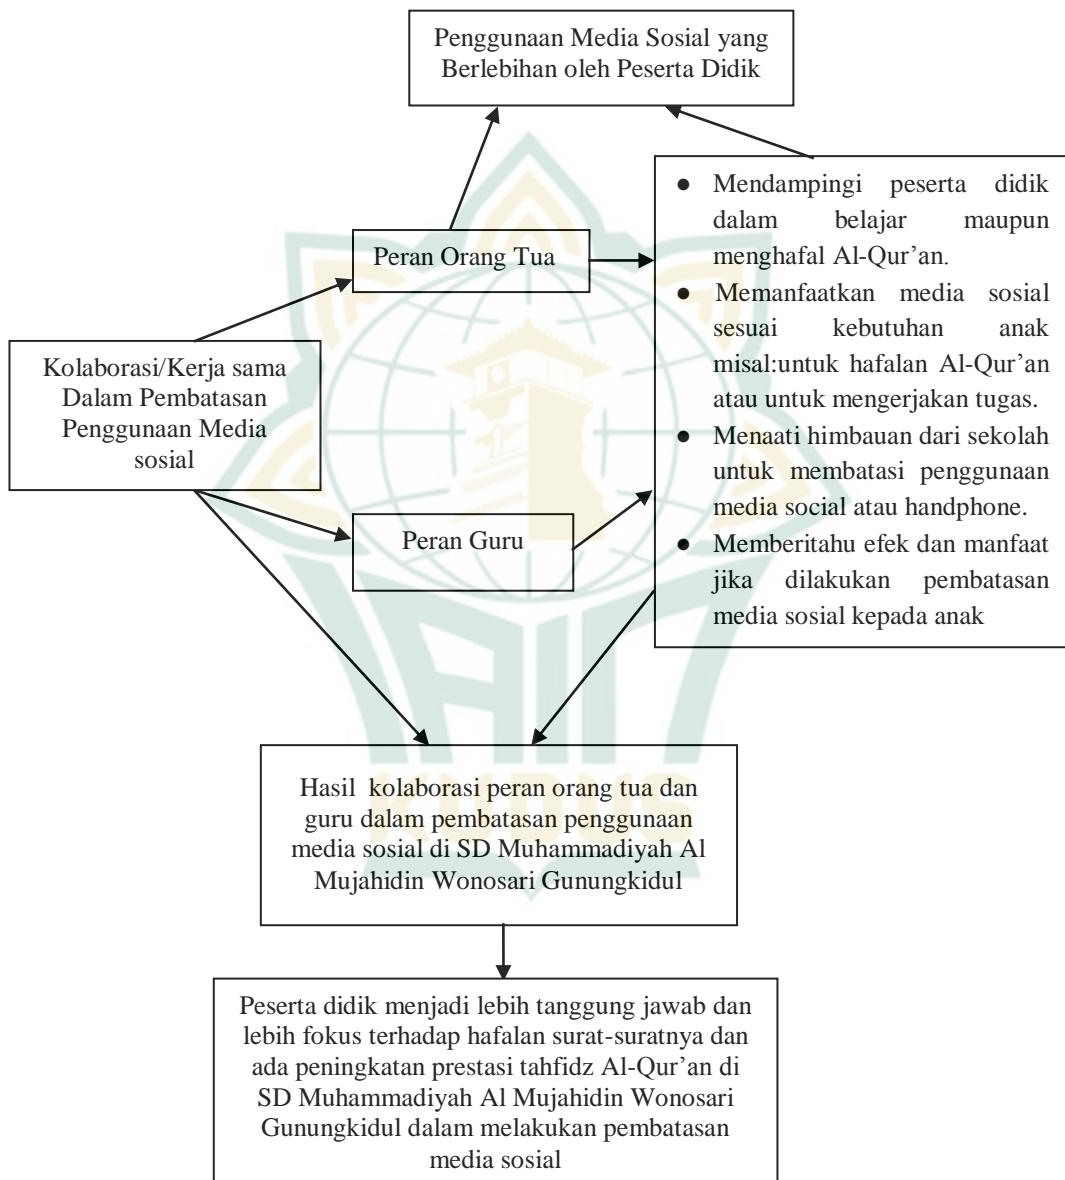 Penggunaan Media Sosial yang
Berlebihan oleh Peserta Didik
● Mendampingi peserta didik
dalam belajar maupun
menghafal Al-Qur’an.
● Memanfaatkan media sosial
sesuai kebutuhan anak
misal:untuk hafalan Al-Qur’an
atau untuk mengerjakan tugas.
● Menaati himbauan dari sekolah
untuk membatasi penggunaan
media social atau handphone.
● Memberitahu efek dan manfaat
jika dilakukan pembatasan
media sosial kepada anak
Peran Orang Tua
Kolaborasi/Kerja sama
Dalam Pembatasan
Penggunaan Media
sosial
Peran Guru
Hasil kolaborasi peran orang tua dan
guru dalam pembatasan penggunaan
media sosial di SD Muhammadiyah Al
Mujahidin Wonosari Gunungkidul
Peserta didik menjadi lebih tanggung jawab dan
lebih fokus terhadap hafalan surat-suratnya dan
ada peningkatan prestasi tahfidz Al-Qur’an di
SD Muhammadiyah Al Mujahidin Wonosari
Gunungkidul dalam melakukan pembatasan
media sosial
KUDUS